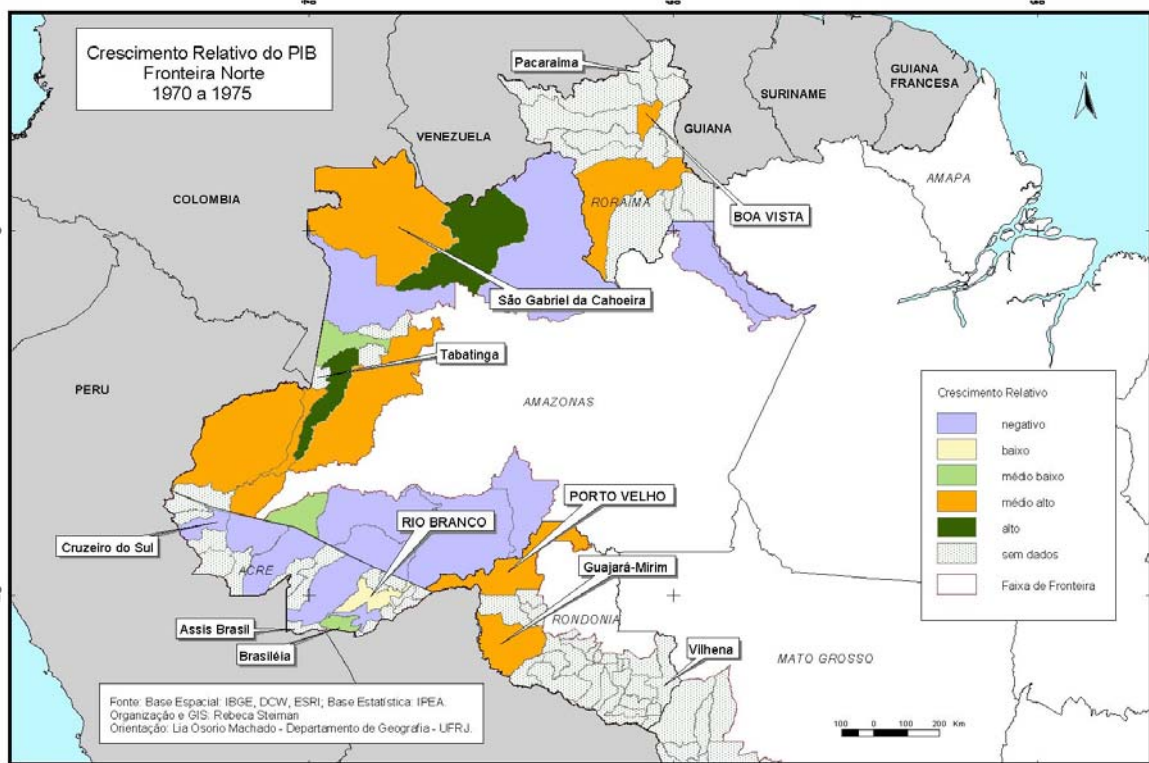 Crescimento Relativo do PIB
Fronteira Norte
1970 a 1975
Pacaraima
N
GUIANA
FRANCESA
SURINAME
VENEZUELA
GUIANA
COLOMBIA
AMAPA
RORAIMA
BOA VISTA
São Gabriel da Cahoeira
Tabatinga
PERU
AMAZONAS
Crescimento Relativo
negativo
baixo
médio baixo
médio alto
alto
sem dados
Faixa de Fronteira
PORTO VELHO
RIO BRANCO
Cruzeiro do Sul
Guajará-Mirim
ACRE
Assis Brasil
RONDONIA
Brasiléia
Vilhena
MATO GROSSO
Fonte: Base Espacial: IBGE, DCW, ESRI; Base Estatística: IPEA.
Organização e GIS: Rebeca Steiman
Orientação: Lia Osorio Machado - Departamento de Geografia - UFRJ.
100 0 100 200 Km